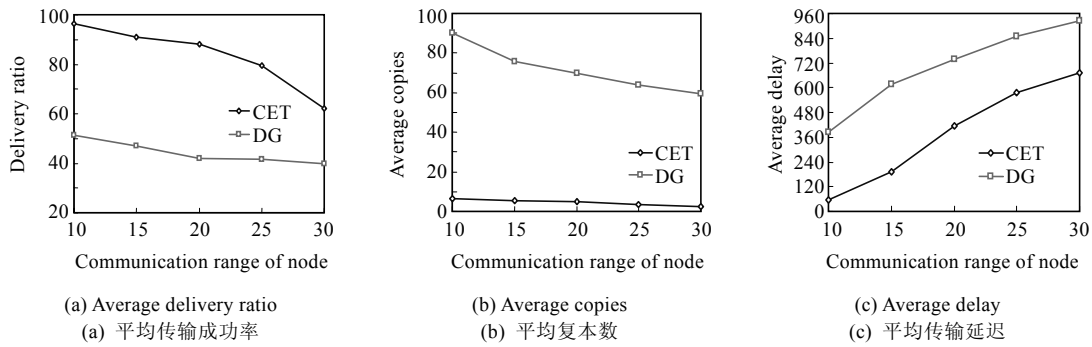 Delivery ratio
100
80
60
40
20
CET
DG
10 15 20 25 30
Communication range of node
(a) Average delivery ratio
(a) 平均传输成功率
Average copies
100
80
60
40
20
0
CET
DG
10 15 20 25 30
Communication range of node
(b) Average copies
(b) 平均复本数
Average delay
960
840
720
600
480
360
240
120
0
CET
DG
10 15 20 25 30
Communication range of node
(c) Average delay
(c) 平均传输延迟